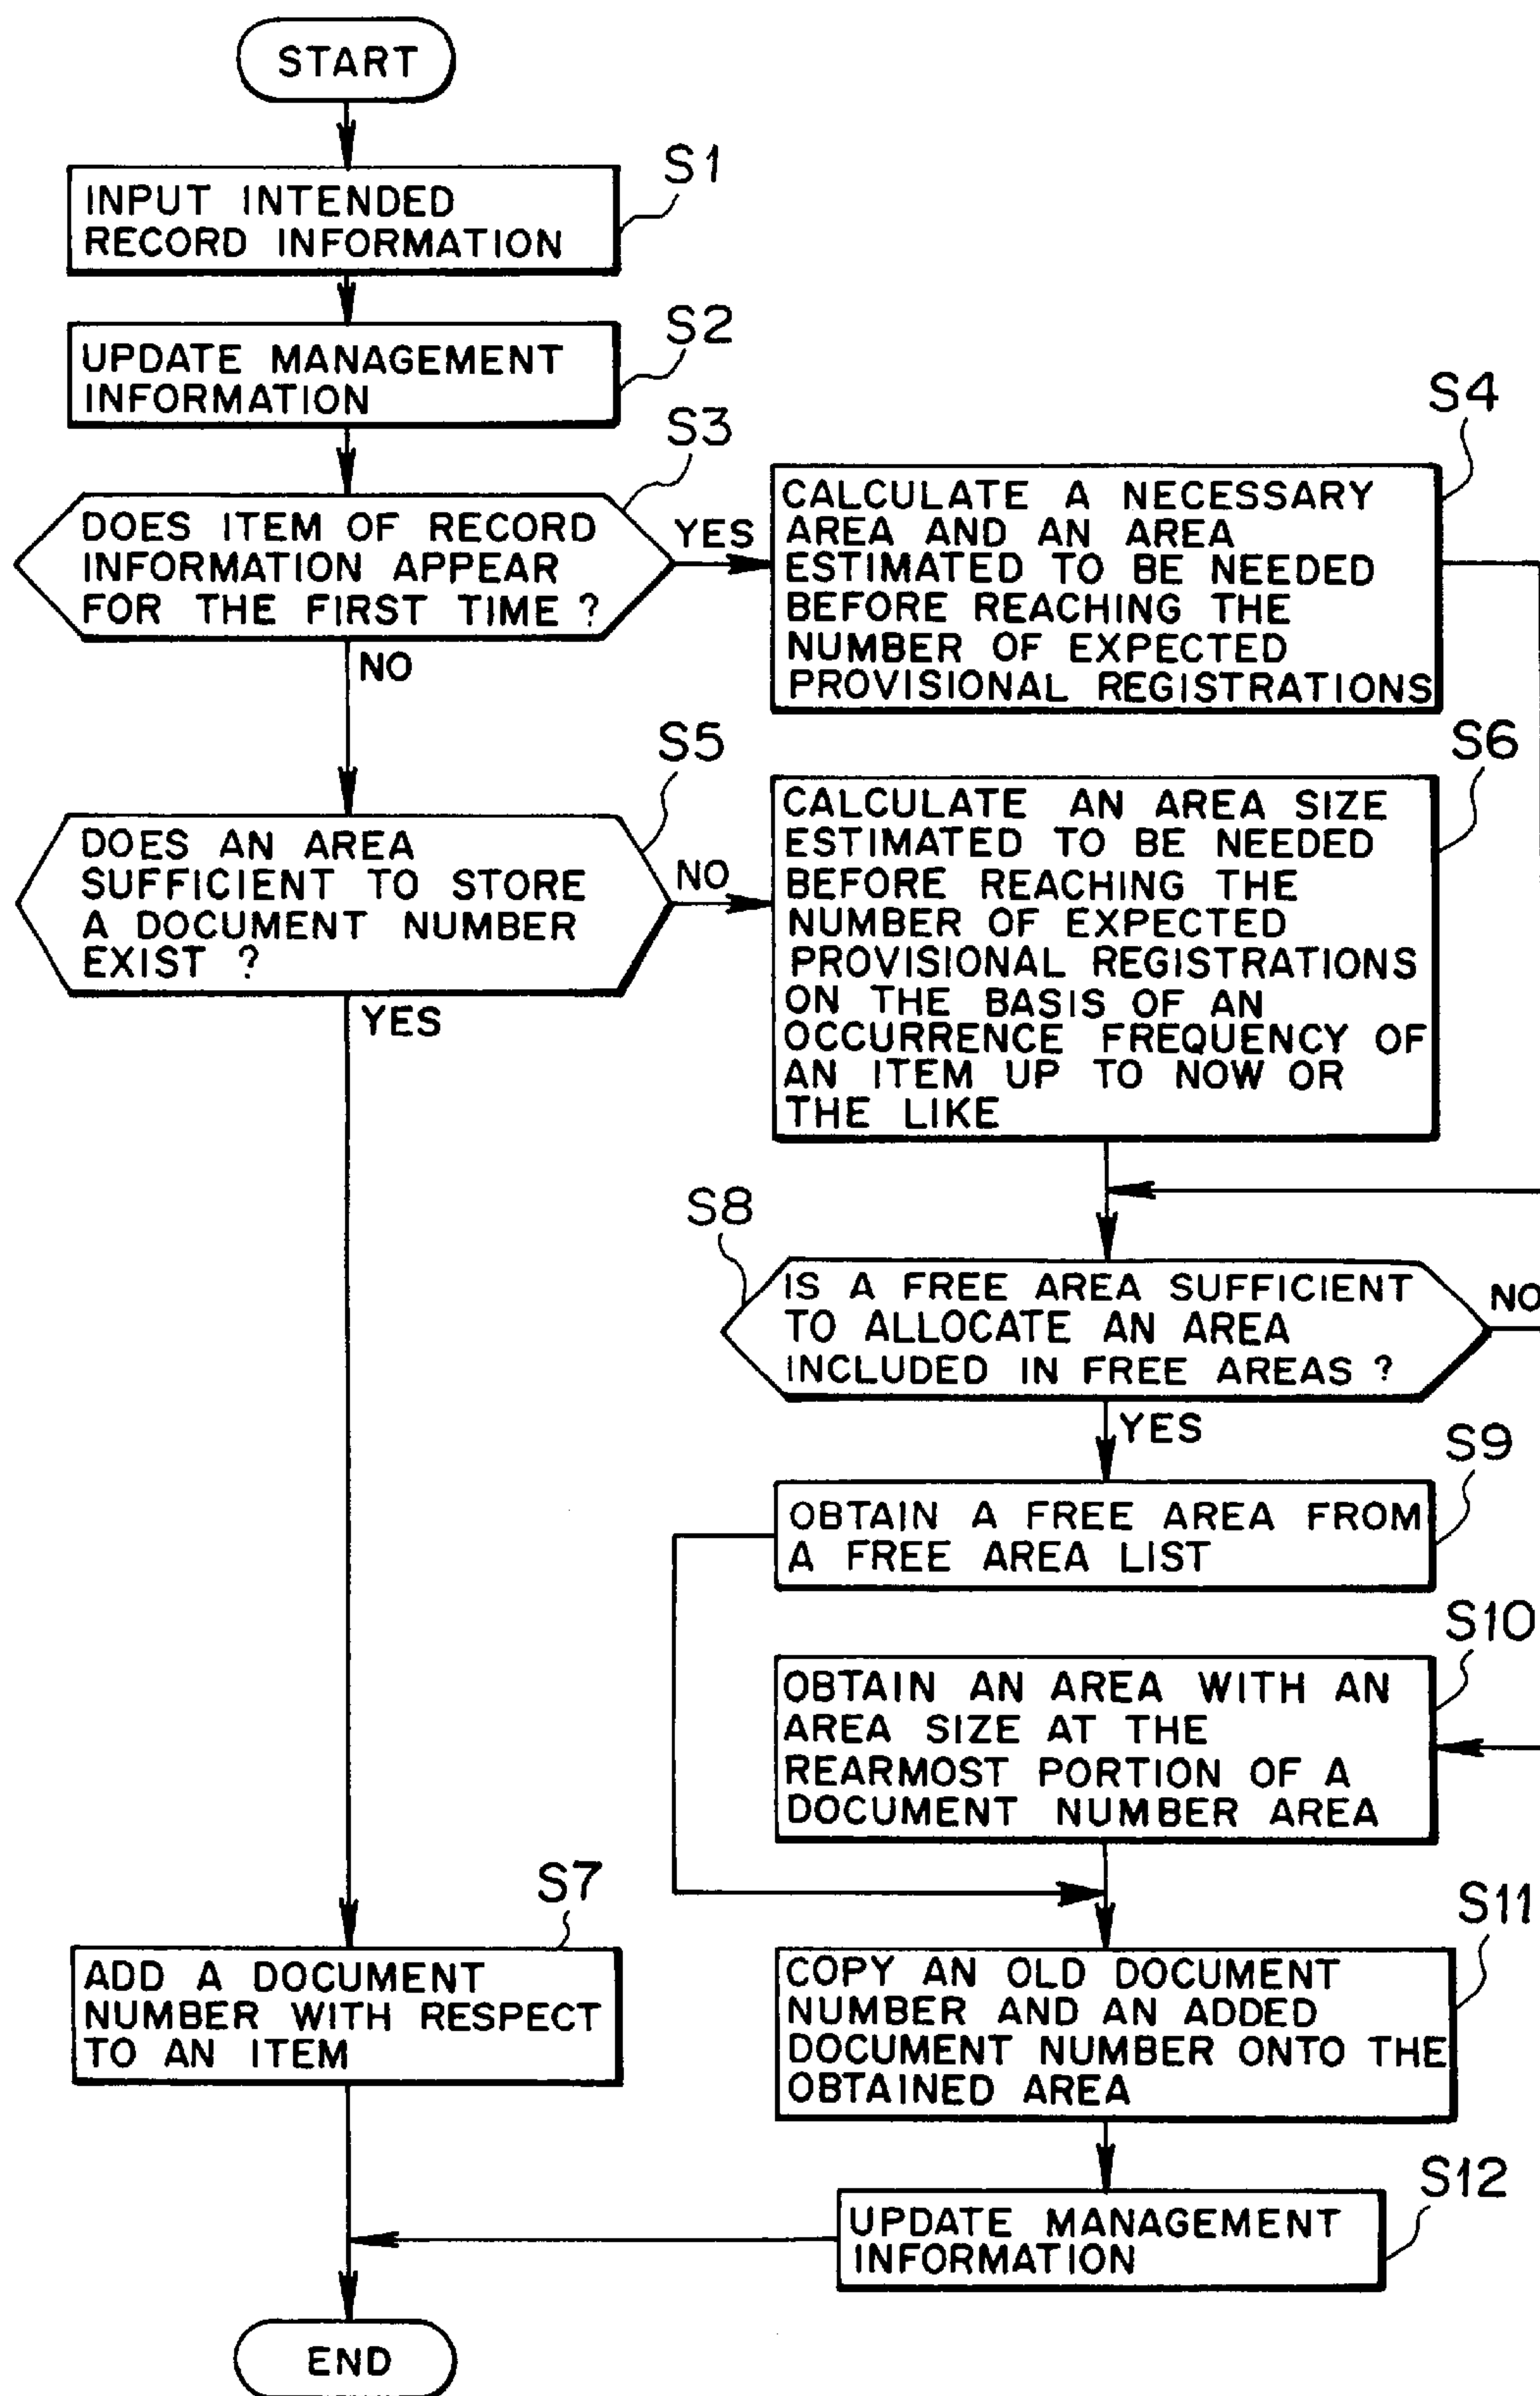 START
S1
INPUT INTENDED
RECORD INFORMATION
S2
UPDATE MANAGEMENT
INFORMATION
S3
DOES ITEM OF RECORD
INFORMATION APPEAR
FOR THE FIRST TIME ?
YES
NO
S4
CALCULATE A NECESSARY
AREA AND AN AREA
ESTIMATED TO BE NEEDED
BEFORE REACHING THE
NUMBER OF EXPECTED
PROVISIONAL REGISTRATIONS
S5
DOES AN AREA
SUFFICIENT TO STORE
A DOCUMENT NUMBER
EXIST ?
NO
YES
S6
CALCULATE AN AREA SIZE
ESTIMATED TO BE NEEDED
BEFORE REACHING THE
NUMBER OF EXPECTED
PROVISIONAL REGISTRATIONS
ON THE BASIS OF AN
OCCURRENCE FREQUENCY OF
AN ITEM UP TO NOW OR
THE LIKE
S8
IS A FREE AREA SUFFICIENT
TO ALLOCATE AN AREA
INCLUDED IN FREE AREAS ?
NO
YES
S9
OBTAIN A FREE AREA FROM
A FREE AREA LIST
S10
OBTAIN AN AREA WITH AN
AREA SIZE AT THE
REARMOST PORTION OF A
DOCUMENT NUMBER AREA
S7
ADD A DOCUMENT
NUMBER WITH RESPECT
TO AN ITEM
S11
COPY AN OLD DOCUMENT
NUMBER AND AN ADDED
DOCUMENT NUMBER ONTO THE
OBTAINED AREA
S12
UPDATE MANAGEMENT
INFORMATION
END